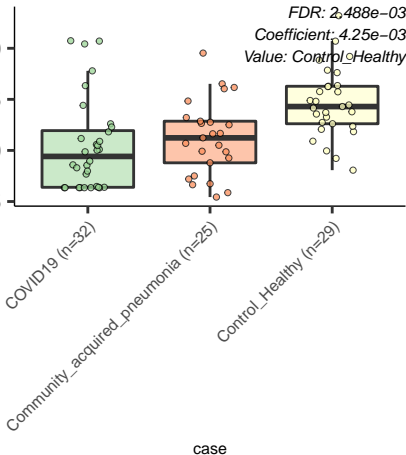 FDR: 2.488e−03
Coefficient: 4.25e−03
Value: Control_Healthy
COVID19 (n=32)
Community_acquired_pneumonia (n=25)
Control_Healthy (n=29)
case